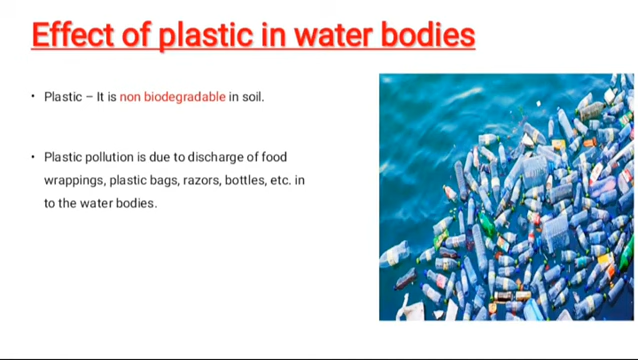 Effect of plastic in water bodies
• Plastic – It is non biodegradable in soil.
• Plastic pollution is due to discharge of food
wrappings, plastic bags, razors, bottles, etc. in
to the water bodies.